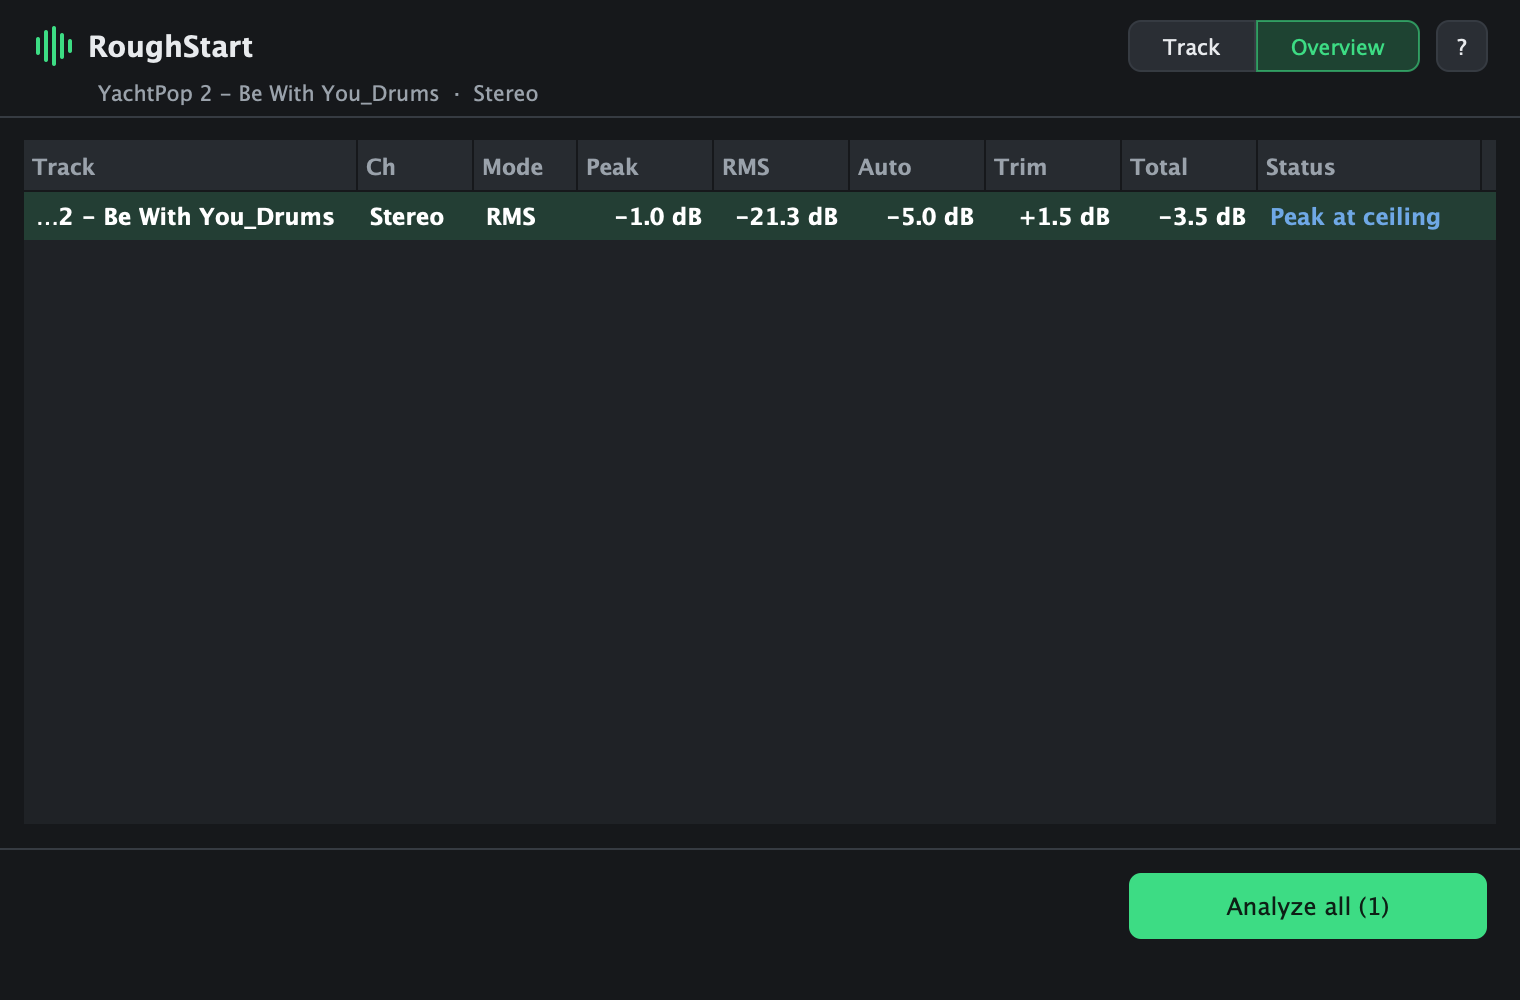 RoughStart
Track Overview ?
YachtPop 2 – Be With You_Drums · Stereo
Track Ch Mode Peak RMS Auto Trim Total Status
...2 – Be With You_Drums Stereo RMS −1.0 dB −21.3 dB −5.0 dB +1.5 dB −3.5 dB Peak at ceiling
Analyze all (1)